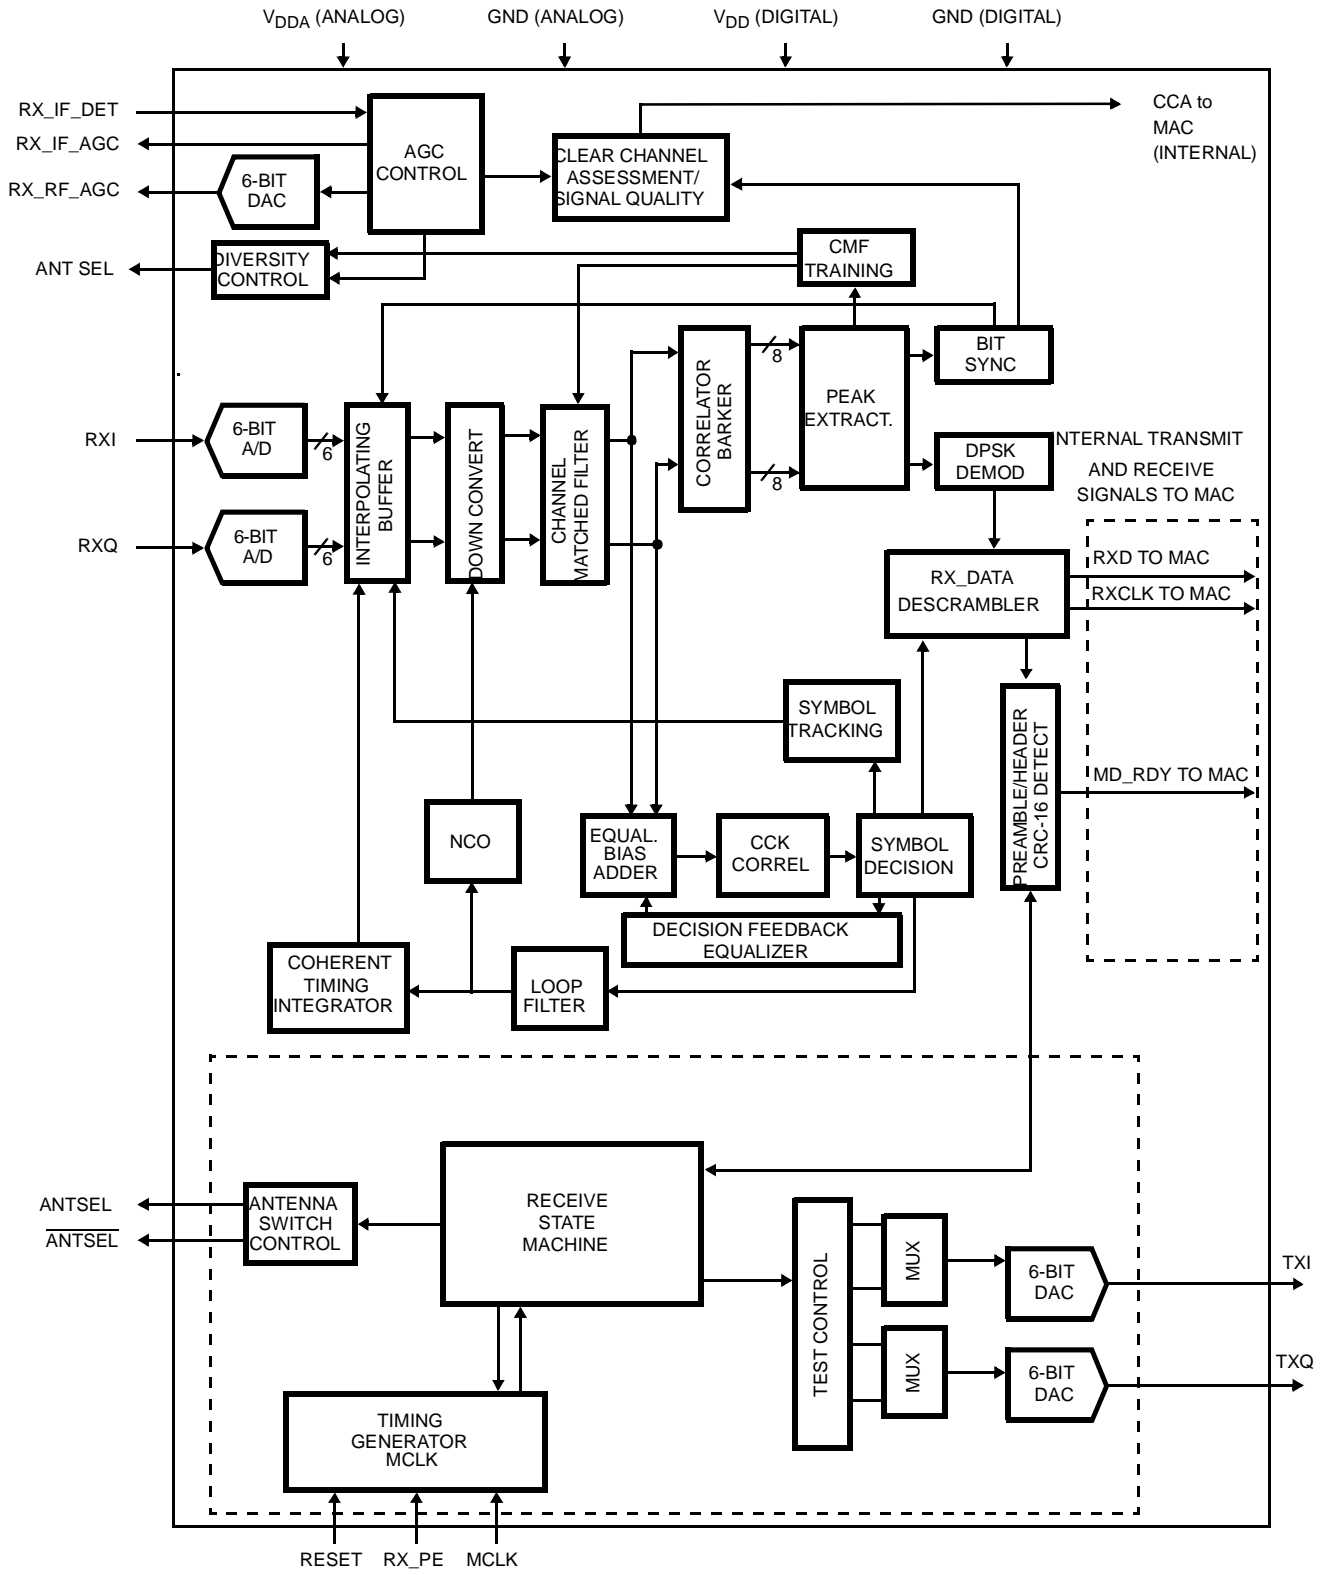 VDDA (ANALOG)
GND (ANALOG)
VDD (DIGITAL)
GND (DIGITAL)
RX_IF_DET
RX_IF_AGC
RX_RF_AGC
6-BIT
DAC
AGC
CONTROL
CLEAR CHANNEL
ASSESSMENT/
SIGNAL QUALITY
CCA to
MAC
(INTERNAL)
ANT SEL
DIVERSITY
CONTROL
CMF
TRAINING
BIT
SYNC
RXI
6-BIT
A/D
6
RXQ
6-BIT
A/D
6
INTERPOLATING
BUFFER
DOWN CONVERT
CHANNEL
MATCHED FILTER
CORRELATOR
BARKER
8
8
PEAK
EXTRACT.
DPSK
DEMOD
INTERNAL TRANSMIT
AND RECEIVE
SIGNALS TO MAC
RX_DATA
DESCRAMBLER
RXD TO MAC
RXCLK TO MAC
SYMBOL
TRACKING
PREAMBLE/HEADER
CRC-16 DETECT
MD_RDY TO MAC
NCO
EQUAL.
BIAS
ADDER
CCK
CORREL
SYMBOL
DECISION
DECISION FEEDBACK
EQUALIZER
COHERENT
TIMING
INTEGRATOR
LOOP
FILTER
ANTSEL
ANTSEL
ANTENNA
SWITCH
CONTROL
RECEIVE
STATE
MACHINE
TEST CONTROL
MUX
MUX
6-BIT
DAC
6-BIT
DAC
TXI
TXQ
TIMING
GENERATOR
MCLK
RESET
RX_PE
MCLK